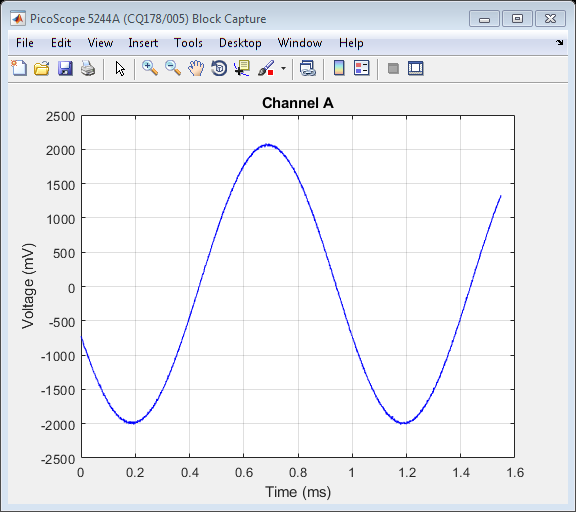 PicoScope 5244A (CQ178/005) Block Capture
File Edit View Insert Tools Desktop Window Help
Channel A
2500
2000
1500
1000
500
0
-500
-1000
-1500
-2000
-2500
Voltage (mV)
0 0.2 0.4 0.6 0.8 1 1.2 1.4 1.6
Time (ms)